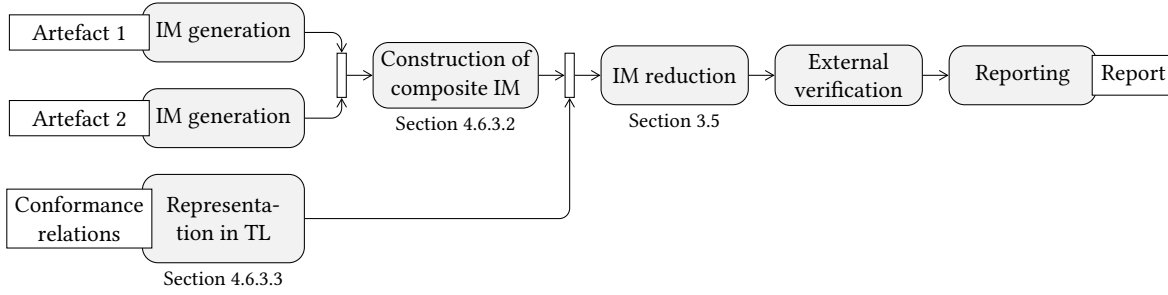 Artefact 1
IM generation
Artefact 2
IM generation
Conformance
relations
Representa-
tion in TL
Section 4.6.3.3
Construction of
composite IM
Section 4.6.3.2
IM reduction
Section 3.5
External
verification
Reporting
Report